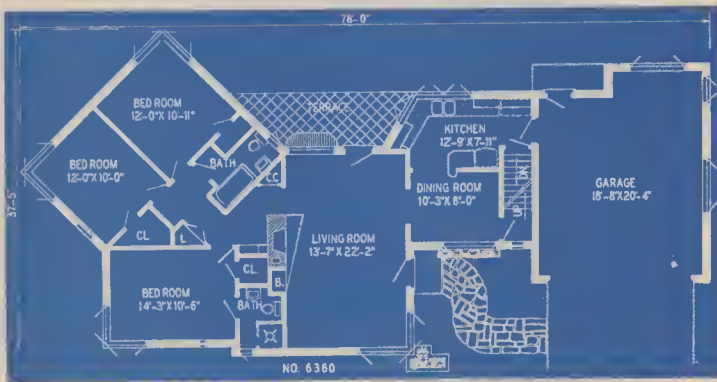 78'-0"
BED ROOM
12'-0"X 10'-11"
TERRACE
KITCHEN
12'-9"X 7'-11"
BED ROOM
12'-0"X 10'-0"
BATH
C.C
GARAGE
18'-8"X20'-4"
DINING ROOM
10'-3"X 8'-0"
UP
37'-5"
CL.
L.
LIVING ROOM
13'-7" X 22'-2"
CL.
B.
BED ROOM
14'-3"X 10'-6"
BATH
NO. 6360